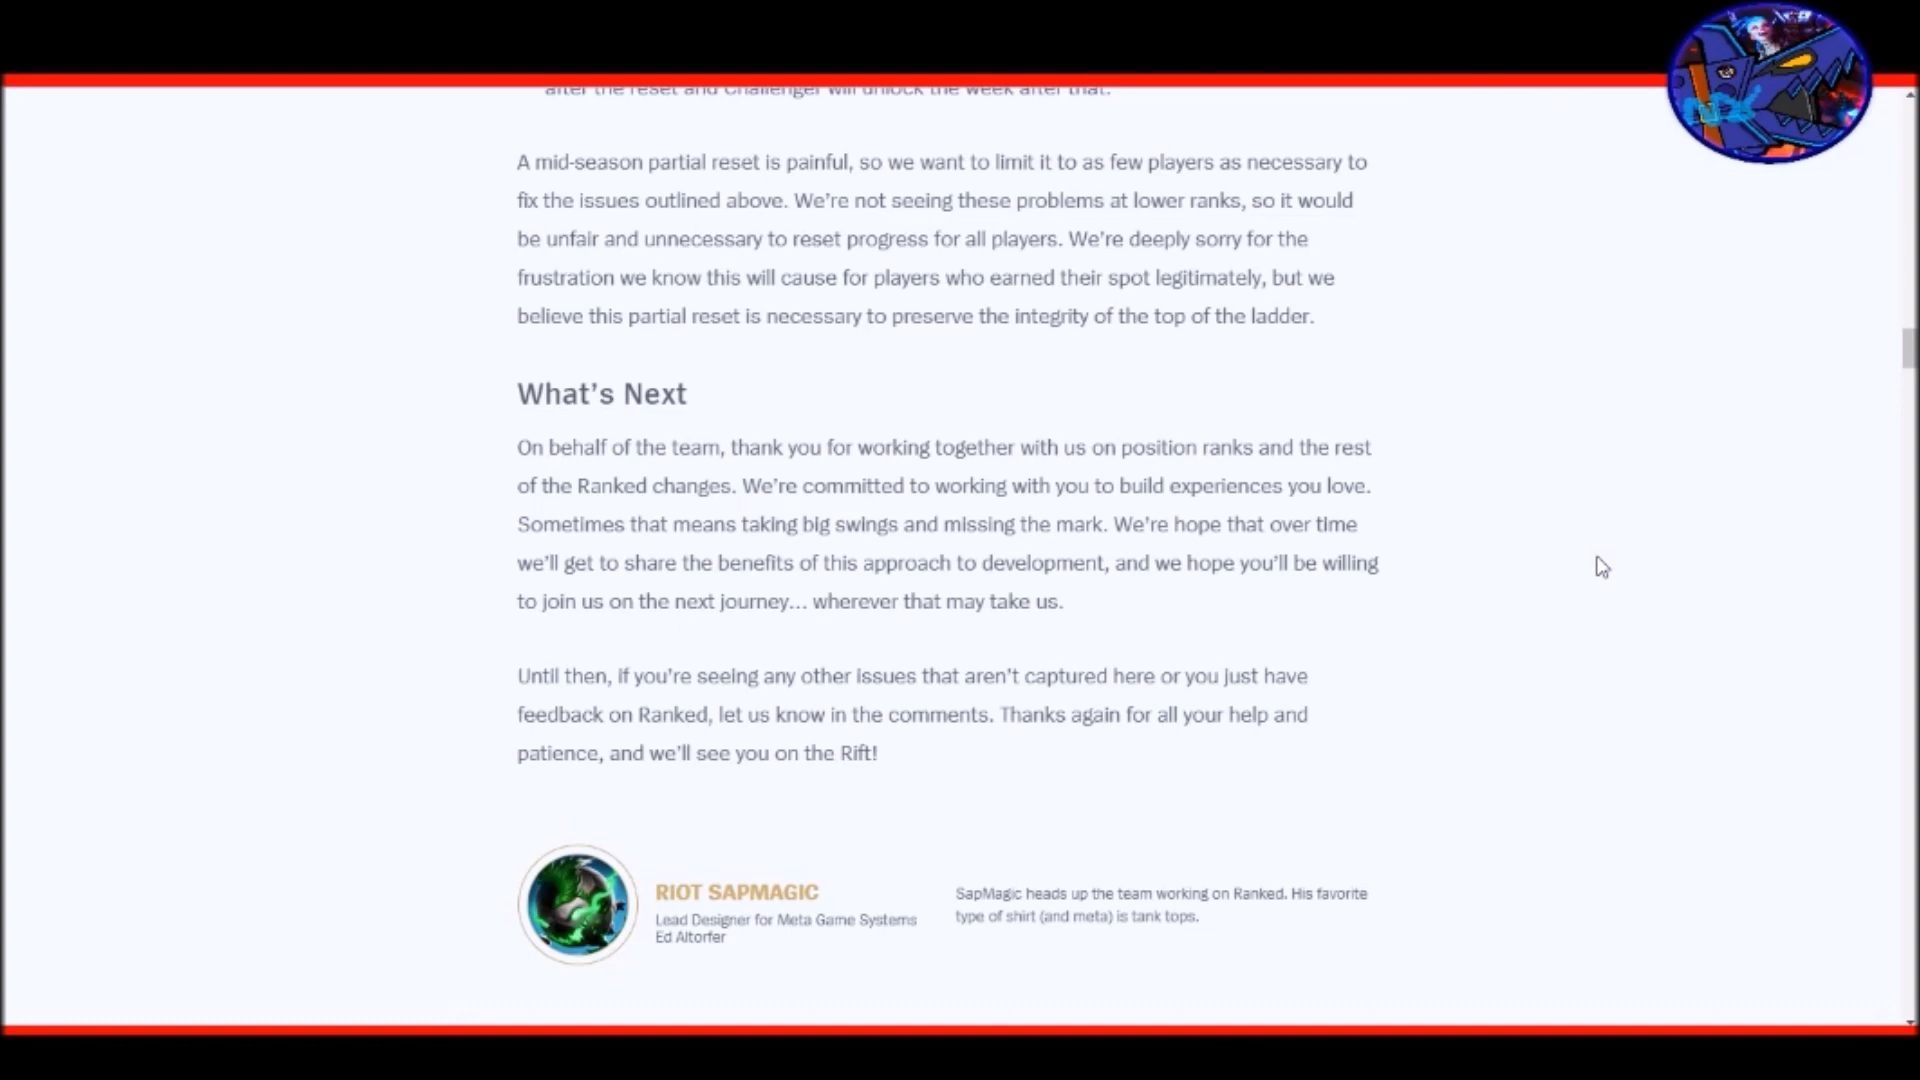 after the reset and Challenger will unlock the week after that.
A mid-season partial reset is painful, so we want to limit it to as few players as necessary to
fix the issues outlined above. We're not seeing these problems at lower ranks, so it would
be unfair and unnecessary to reset progress for all players. We're deeply sorry for the
frustration we know this will cause for players who earned their spot legitimately, but we
believe this partial reset is necessary to preserve the integrity of the top of the ladder.
What's Next
On behalf of the team, thank you for working together with us on position ranks and the rest
of the Ranked changes. We're committed to working with you to build experiences you love.
Sometimes that means taking big swings and missing the mark. We're hope that over time
we'll get to share the benefits of this approach to development, and we hope you'll be willing
to join us on the next journey... wherever that may take us.
Until then, if you're seeing any other issues that aren't captured here or you just have
feedback on Ranked, let us know in the comments. Thanks again for all your help and
patience, and we'll see you on the Rift!
RIOT SAPMAGIC
Lead Designer for Meta Game Systems
Ed Altorfer
SapMagic heads up the team working on Ranked. His favorite
type of shirt (and meta) is tank tops.